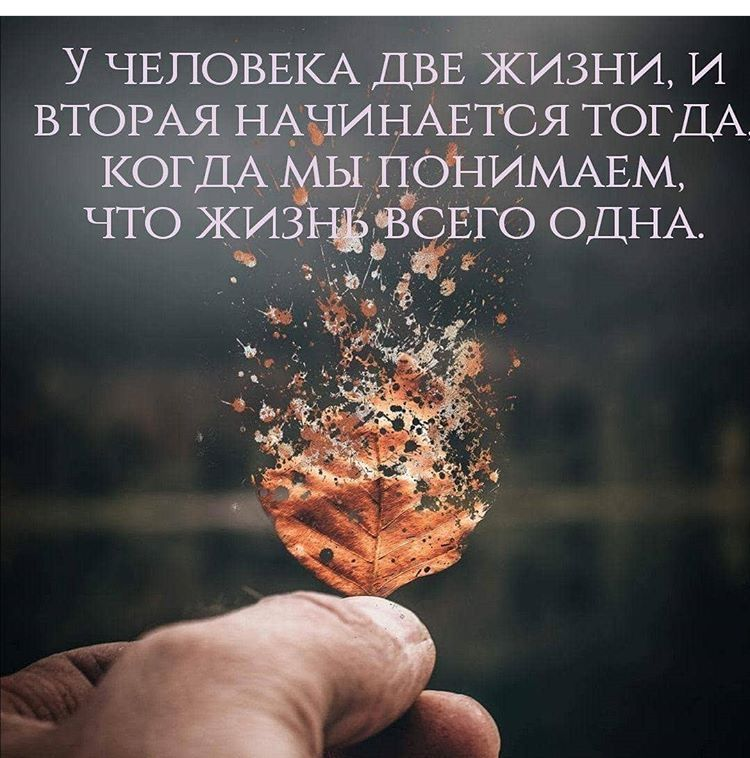 У ЧЕЛОВЕКА ДВЕ ЖИЗНИ, И
ВТОРАЯ НАЧИНАЕТСЯ ТОГДА,
КОГДА МЫ ПОНИМАЕМ,
ЧТО ЖИЗНЬ ВСЕГО ОДНА.